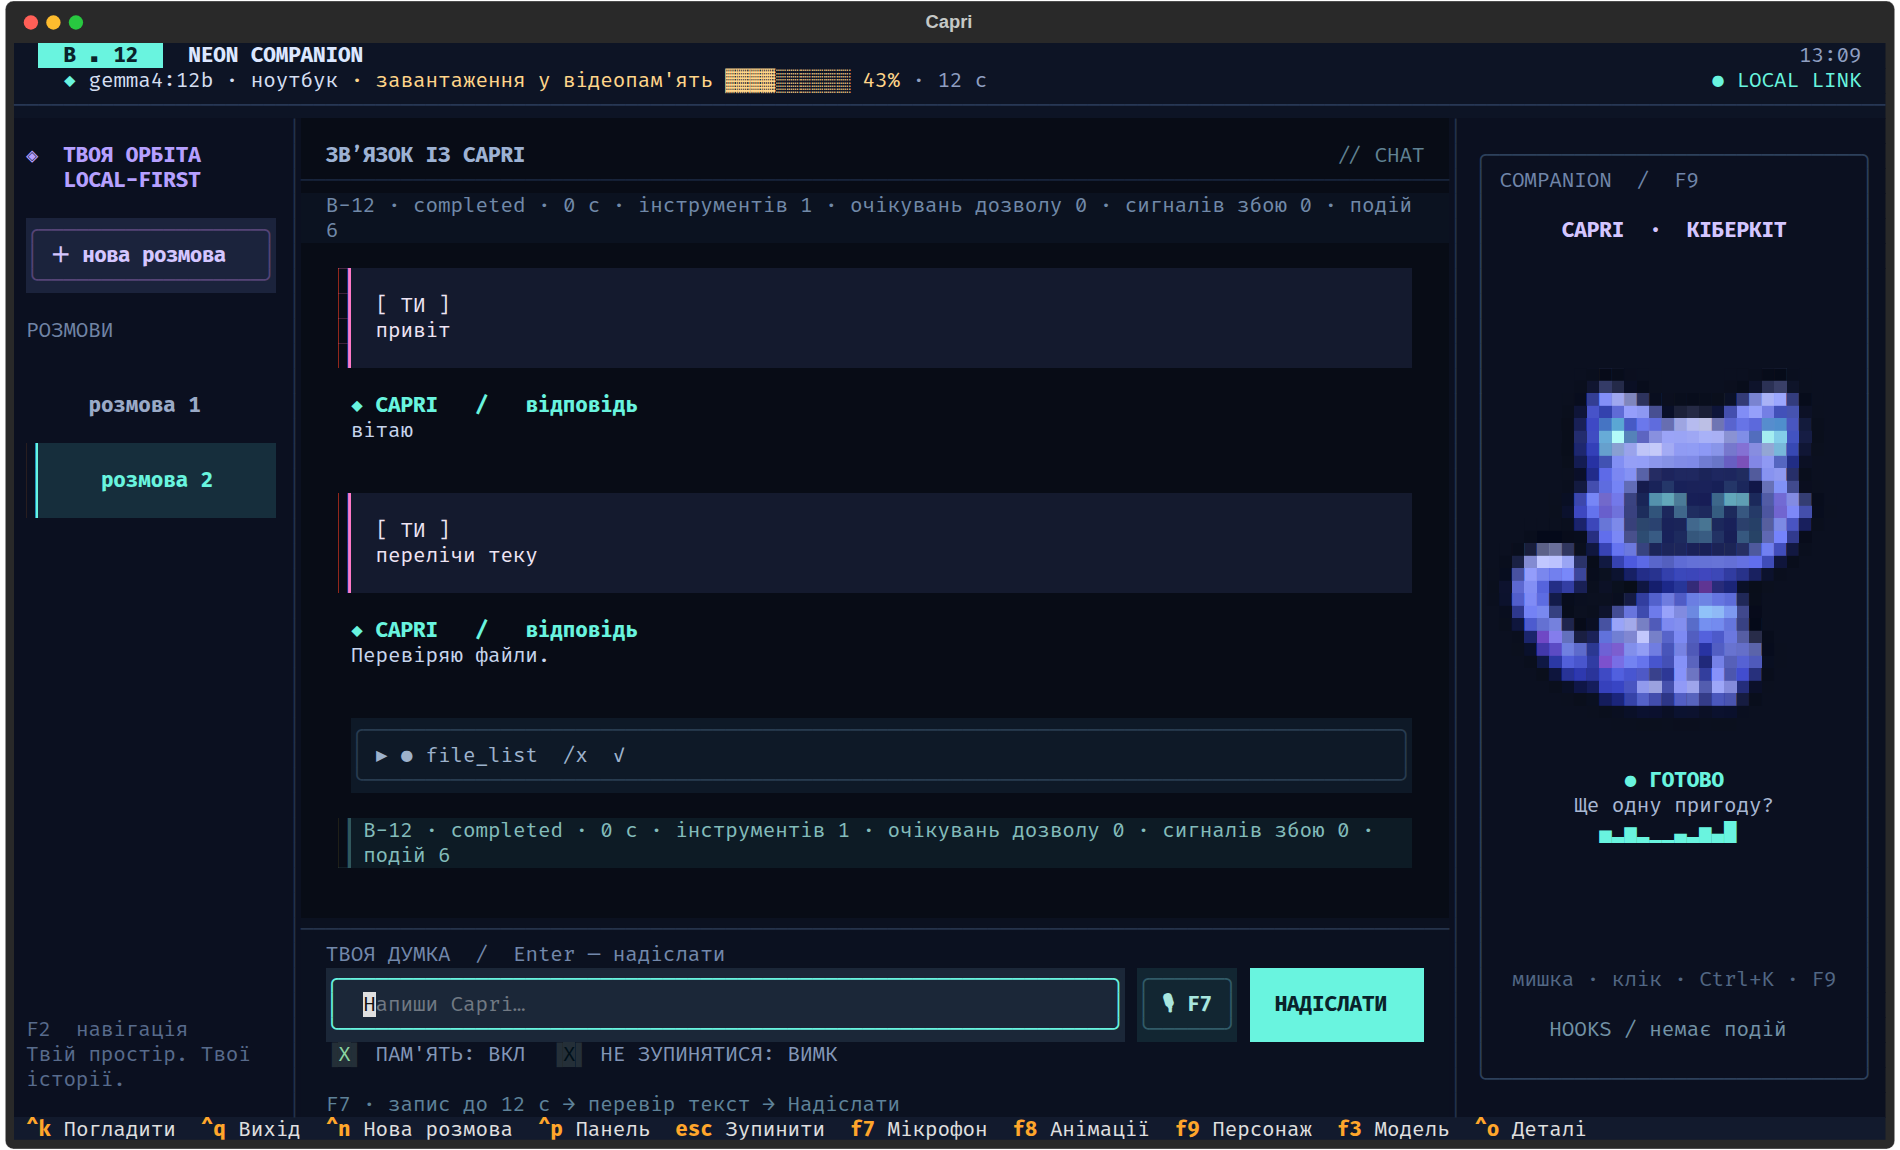 Capri
B . 12 NEON COMPANION 13:09
◆ gemma4:12b · ноутбук · завантаження у відеопам'ять 43% · 12 с ● LOCAL LINK
◈ ТВОЯ ОРБІТА
LOCAL-FIRST
+ нова розмова
РОЗМОВИ
розмова 1
розмова 2
F2 навігація
Твій простір. Твої
історії.
ЗВ’ЯЗОК ІЗ CAPRI // CHAT
B-12 · completed · 0 с · інструментів 1 · очікувань дозволу 0 · сигналів збою 0 · подій
6
[ ТИ ]
привіт
◆ CAPRI / відповідь
вітаю
[ ТИ ]
перелічи теку
◆ CAPRI / відповідь
Перевіряю файли.
▶ ● file_list /x √
B-12 · completed · 0 с · інструментів 1 · очікувань дозволу 0 · сигналів збою 0 ·
подій 6
ТВОЯ ДУМКА / Enter — надіслати
Напиши Capri…
F7
НАДІСЛАТИ
X ПАМ'ЯТЬ: ВКЛ X НЕ ЗУПИНЯТИСЯ: ВИМК
F7 · запис до 12 с → перевір текст → Надіслати
COMPANION / F9
CAPRI · КІБЕРКІТ
● ГОТОВО
Ще одну пригоду?
мишка · клік · Ctrl+K · F9
HOOKS / немає подій
^k Погладити ^q Вихід ^n Нова розмова ^p Панель esc Зупинити f7 Мікрофон f8 Анімації f9 Персонаж f3 Модель ^o Деталі